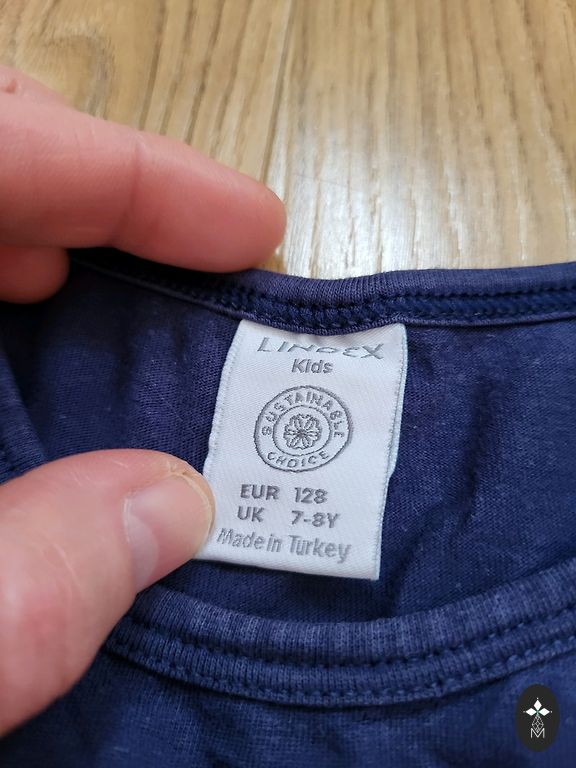 LINDEX
Kids
SUSTAINABLE
CHOICE
EUR 128
UK 7-8Y
Made in Turkey
M